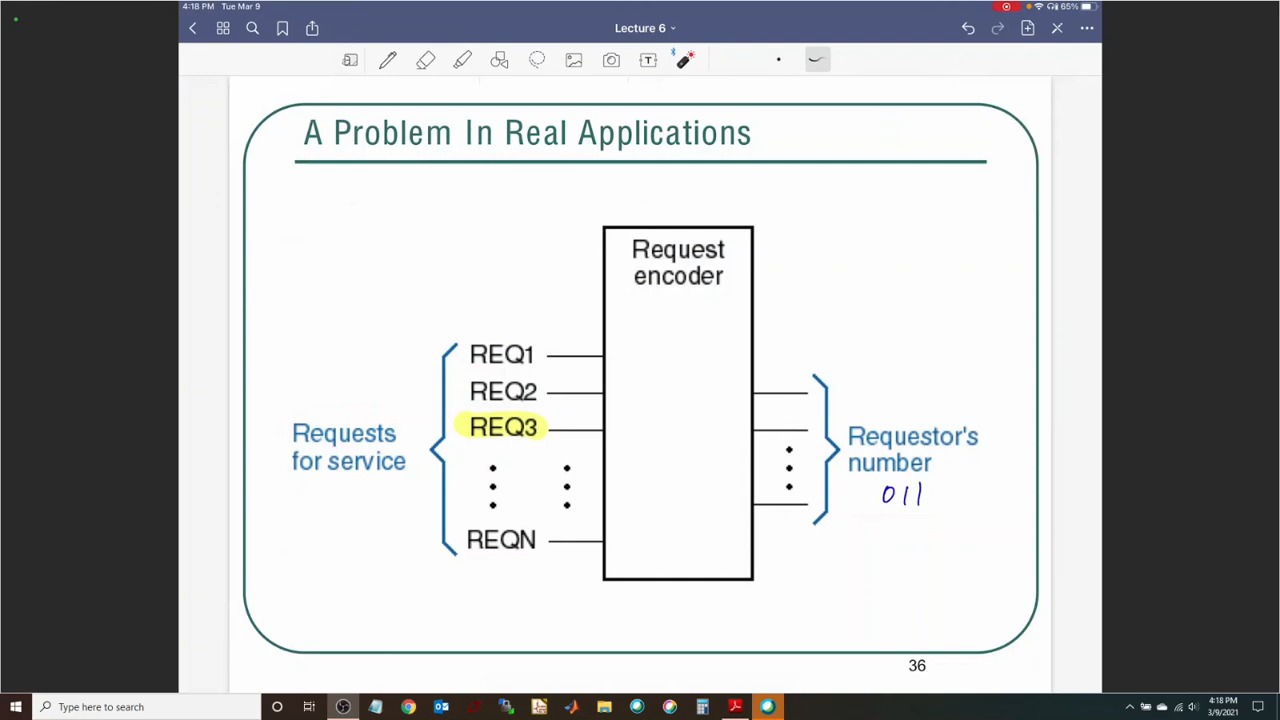 4:18 PM Tue Mar 9
65%
Lecture 6
T
A Problem In Real Applications
Request
encoder
REQ1
REQ2
REQ3
REQN
Requests
for service
Requestor's
number
011
36
Type here to search
4:18 PM
3/9/2021